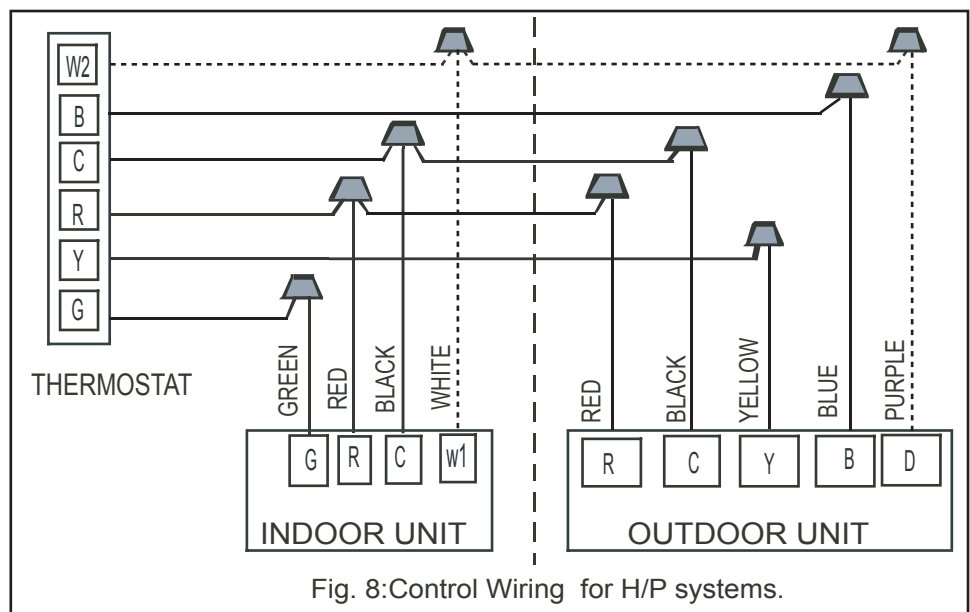 W2
B
C
R
Y
G
THERMOSTAT
GREEN
RED
BLACK
WHITE
RED
BLACK
YELLOW
BLUE
PURPLE
G R C W1
R C Y B D
INDOOR UNIT
OUTDOOR UNIT
Fig. 8:Control Wiring for H/P systems.